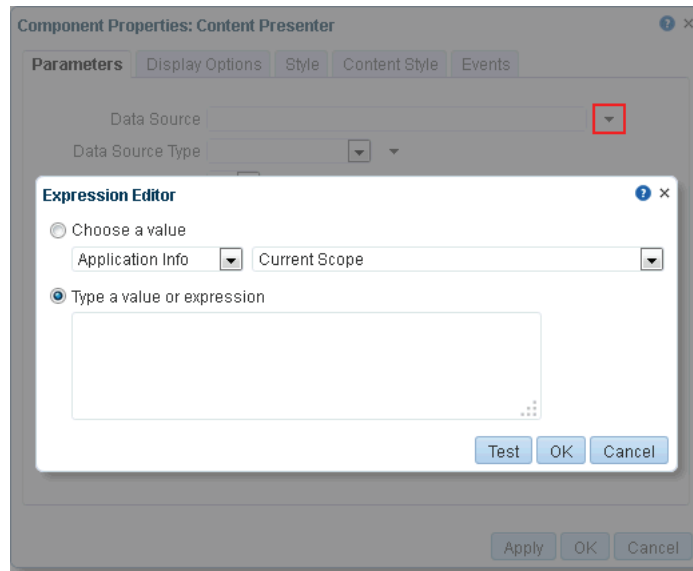 Component Properties: Content Presenter
Parameters Display Options Style Content Style Events
Data Source
Data Source Type
Expression Editor
Choose a value
Application Info Current Scope
Type a value or expression
Test OK Cancel
Apply OK Cancel